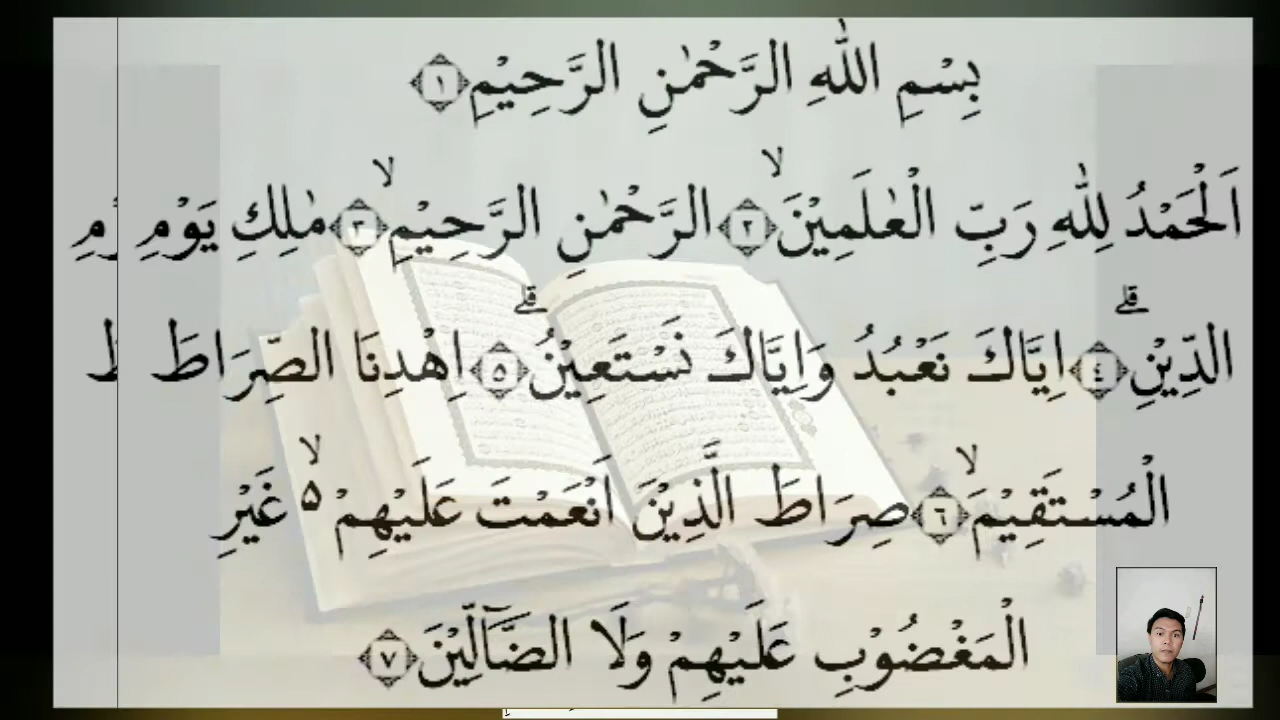 بِسْمِ اللّٰهِ الرَّحْمٰنِ الرَّحِيْمِ ۝١
اَلْحَمْدُ لِلّٰهِ رَبِّ الْعٰلَمِيْنَۙ ۝٢ الرَّحْمٰنِ الرَّحِيْمِۙ ۝٣ مٰلِكِ يَوْمِ
الدِّيْنِۗ ۝٤ اِيَّاكَ نَعْبُدُ وَاِيَّاكَ نَسْتَعِيْنُۗ ۝٥ اِهْدِنَا الصِّرَاطَ
الْمُسْتَقِيْمَۙ ۝٦ صِرَاطَ الَّذِيْنَ اَنْعَمْتَ عَلَيْهِمْ ۵ۙ غَيْرِ
الْمَغْضُوْبِ عَلَيْهِمْ وَلَا الضَّاۤلِّيْنَ ۝٧